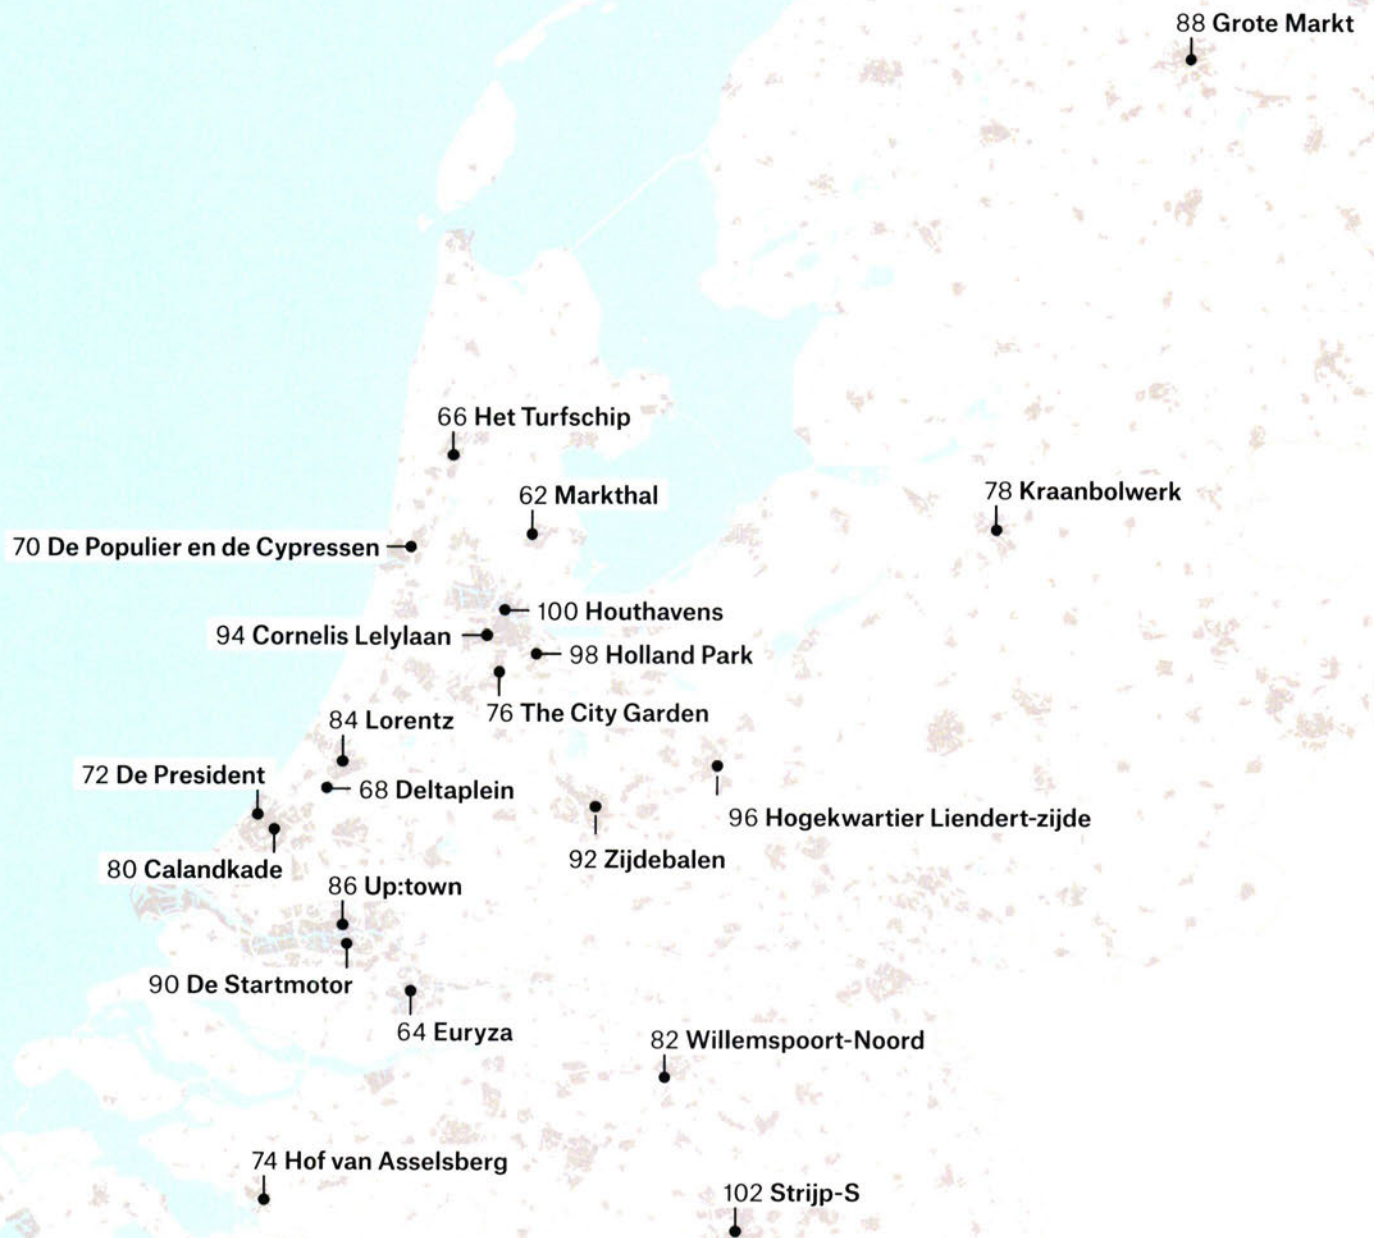 88 Grote Markt
66 Het Turfschip
62 Markthal
78 Kraanbolwerk
70 De Populier en de Cypressen
100 Houthavens
94 Cornelis Lelylaan
98 Holland Park
76 The City Garden
84 Lorentz
72 De President
68 Deltaplein
96 Hogekwartier Liendert-zijde
92 Zijdebalen
80 Calandkade
86 Up:town
90 De Startmotor
64 Euryza
82 Willemspoort-Noord
74 Hof van Asselsberg
102 Strijp-S